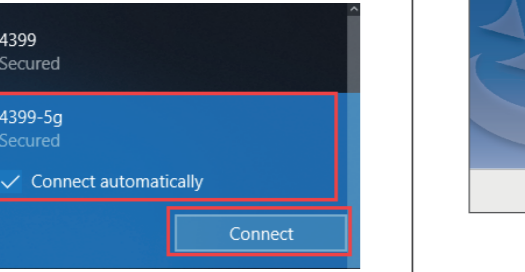 4399
Secured
4399-5g
Secured
Connect automatically
Connect